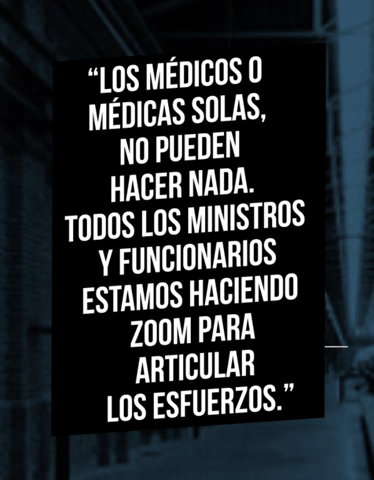 “LOS MÉDICOS O
MÉDICAS SOLAS,
NO PUEDEN
HACER NADA.
TODOS LOS MINISTROS
Y FUNCIONARIOS
ESTAMOS HACIENDO
ZOOM PARA
ARTICULAR
LOS ESFUERZOS.”